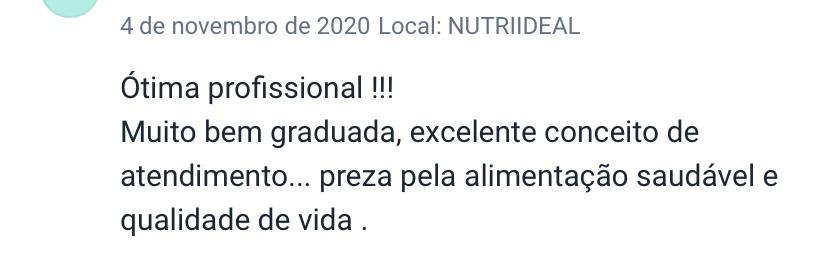 4 de novembro de 2020 Local: NUTRIIDEAL
Ótima profissional !!!
Muito bem graduada, excelente conceito de
atendimento... preza pela alimentação saudável e
qualidade de vida .